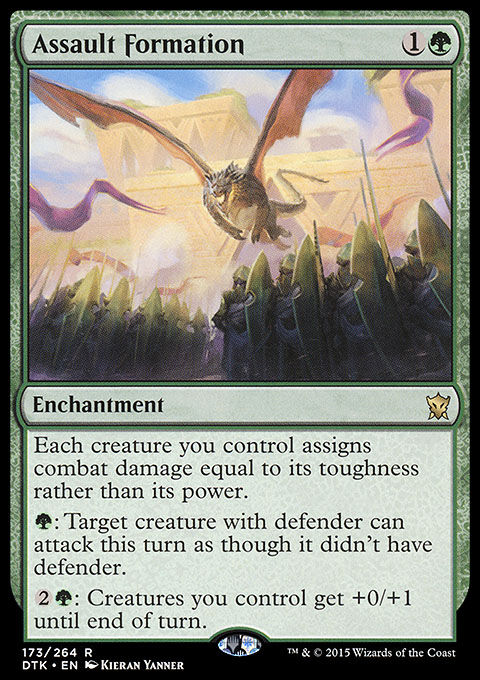 Assault Formation 1
Enchantment
Each creature you control assigns
combat damage equal to its toughness
rather than its power.
: Target creature with defender can
attack this turn as though it didn't have
defender.
2 : Creatures you control get +0/+1
until end of turn.
173/264 R
DTK • EN KIERAN YANNER
™ & © 2015 Wizards of the Coast